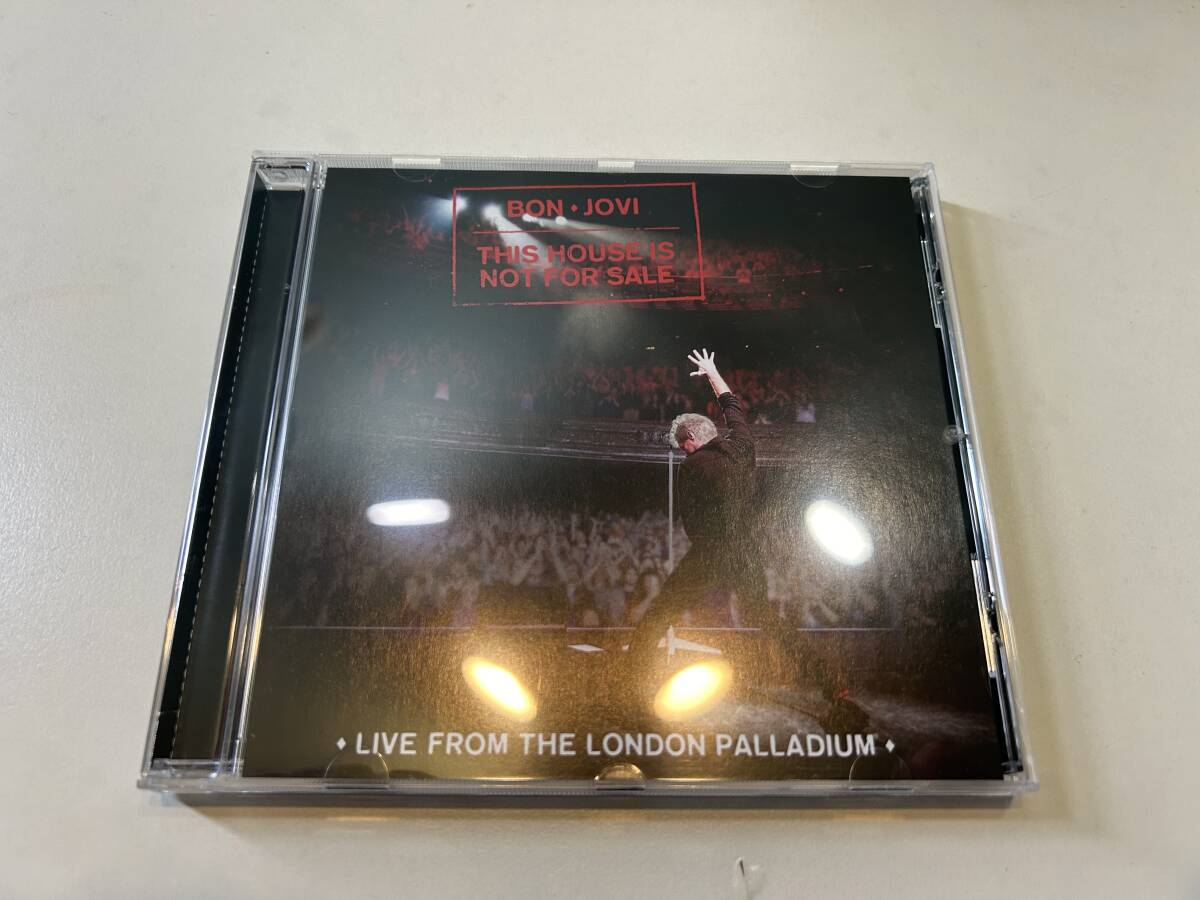 BON ♦ JOVI
THIS HOUSE IS
NOT FOR SALE
♦ LIVE FROM THE LONDON PALLADIUM ♦